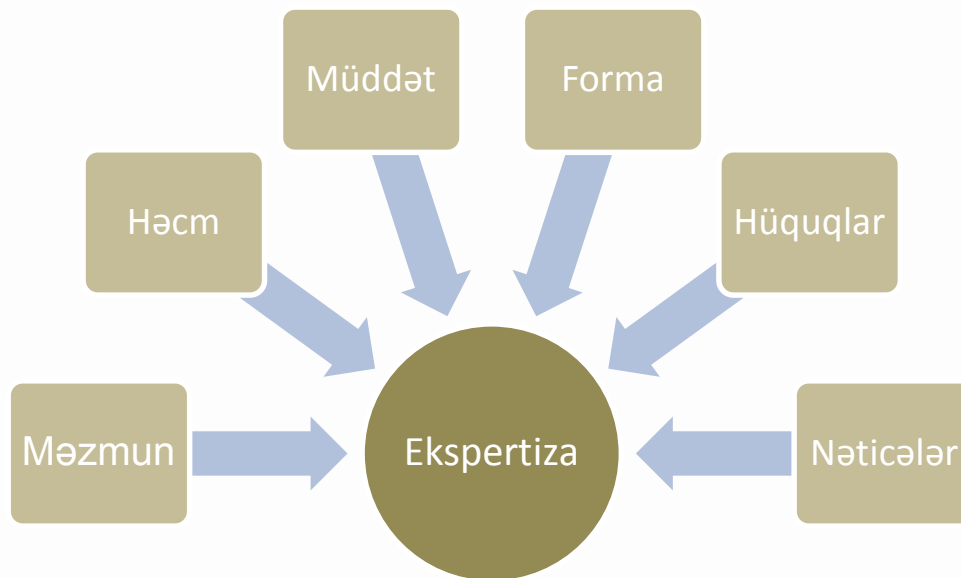 Müddət
Forma
Həcm
Hüquqlar
Məzmun
Ekspertiza
Nəticələr